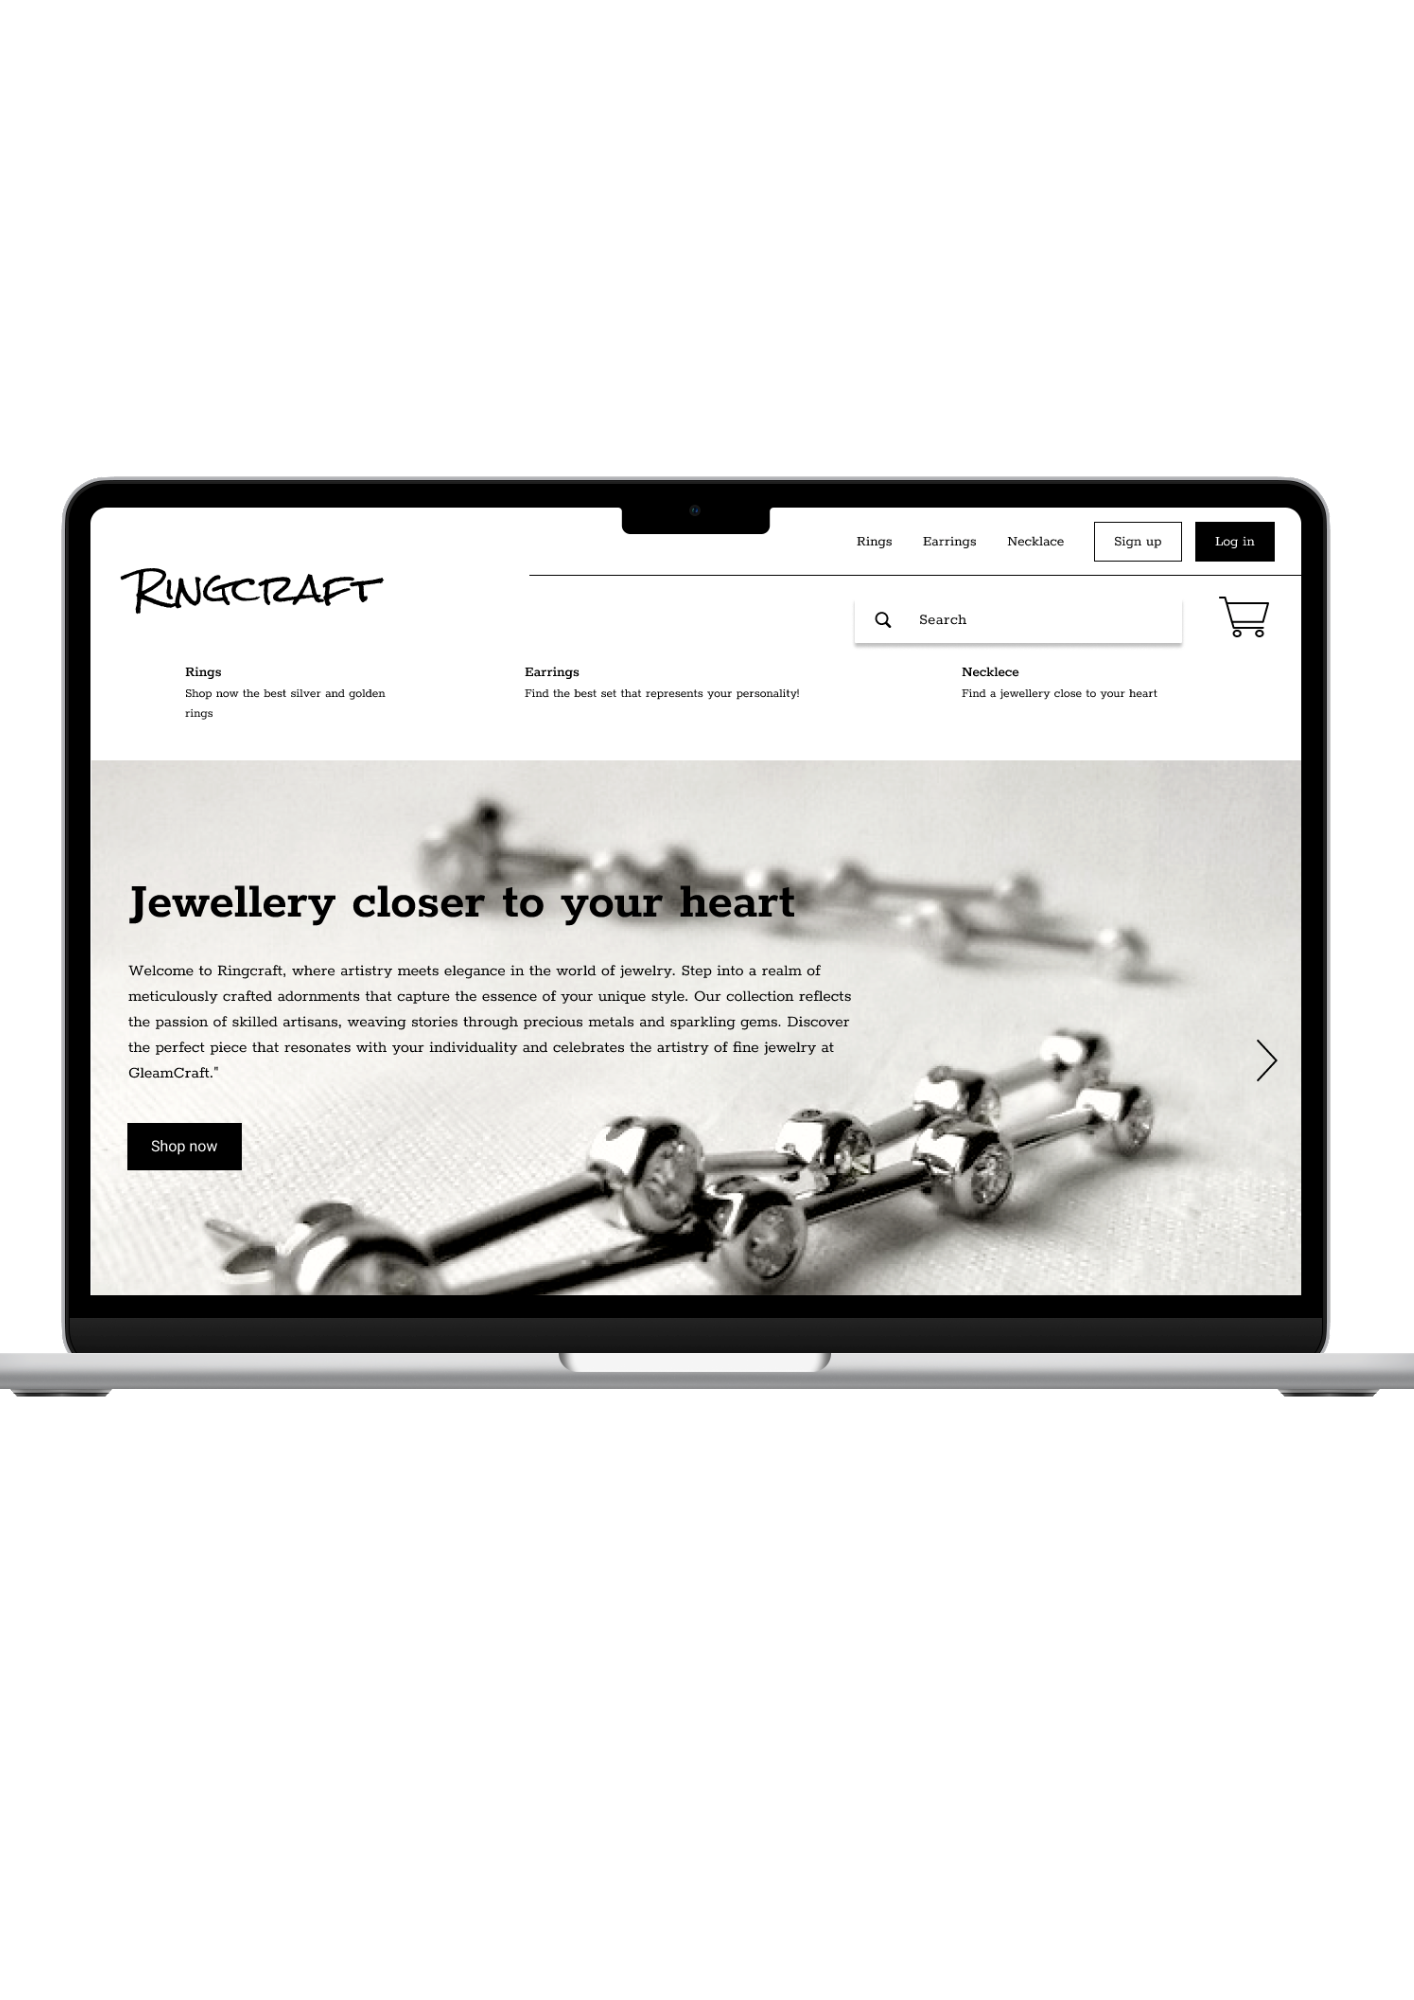 Rings Earrings Necklace Sign up Log in
RINGCRAFT
Search
Rings
Shop now the best silver and golden
rings
Earrings
Find the best set that represents your personality!
Necklece
Find a jewellery close to your heart
Jewellery closer to your heart
Welcome to Ringcraft, where artistry meets elegance in the world of jewelry. Step into a realm of
meticulously crafted adornments that capture the essence of your unique style. Our collection reflects
the passion of skilled artisans, weaving stories through precious metals and sparkling gems. Discover
the perfect piece that resonates with your individuality and celebrates the artistry of fine jewelry at
GleamCraft."
Shop now